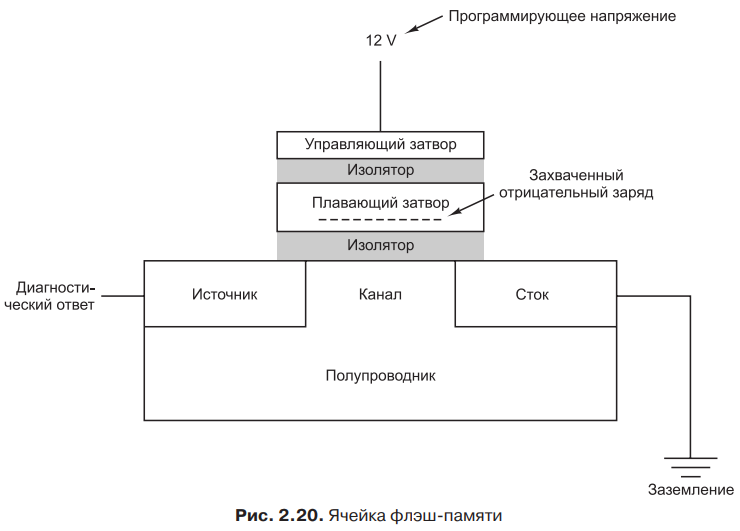 Программирующее напряжение
12 V
Управляющий затвор
Изолятор
Захваченный
отрицательный заряд
Плавающий затвор
Изолятор
Диагности-
ческий ответ
Источник
Канал
Сток
Полупроводник
Заземление
Рис. 2.20. Ячейка флэш-памяти